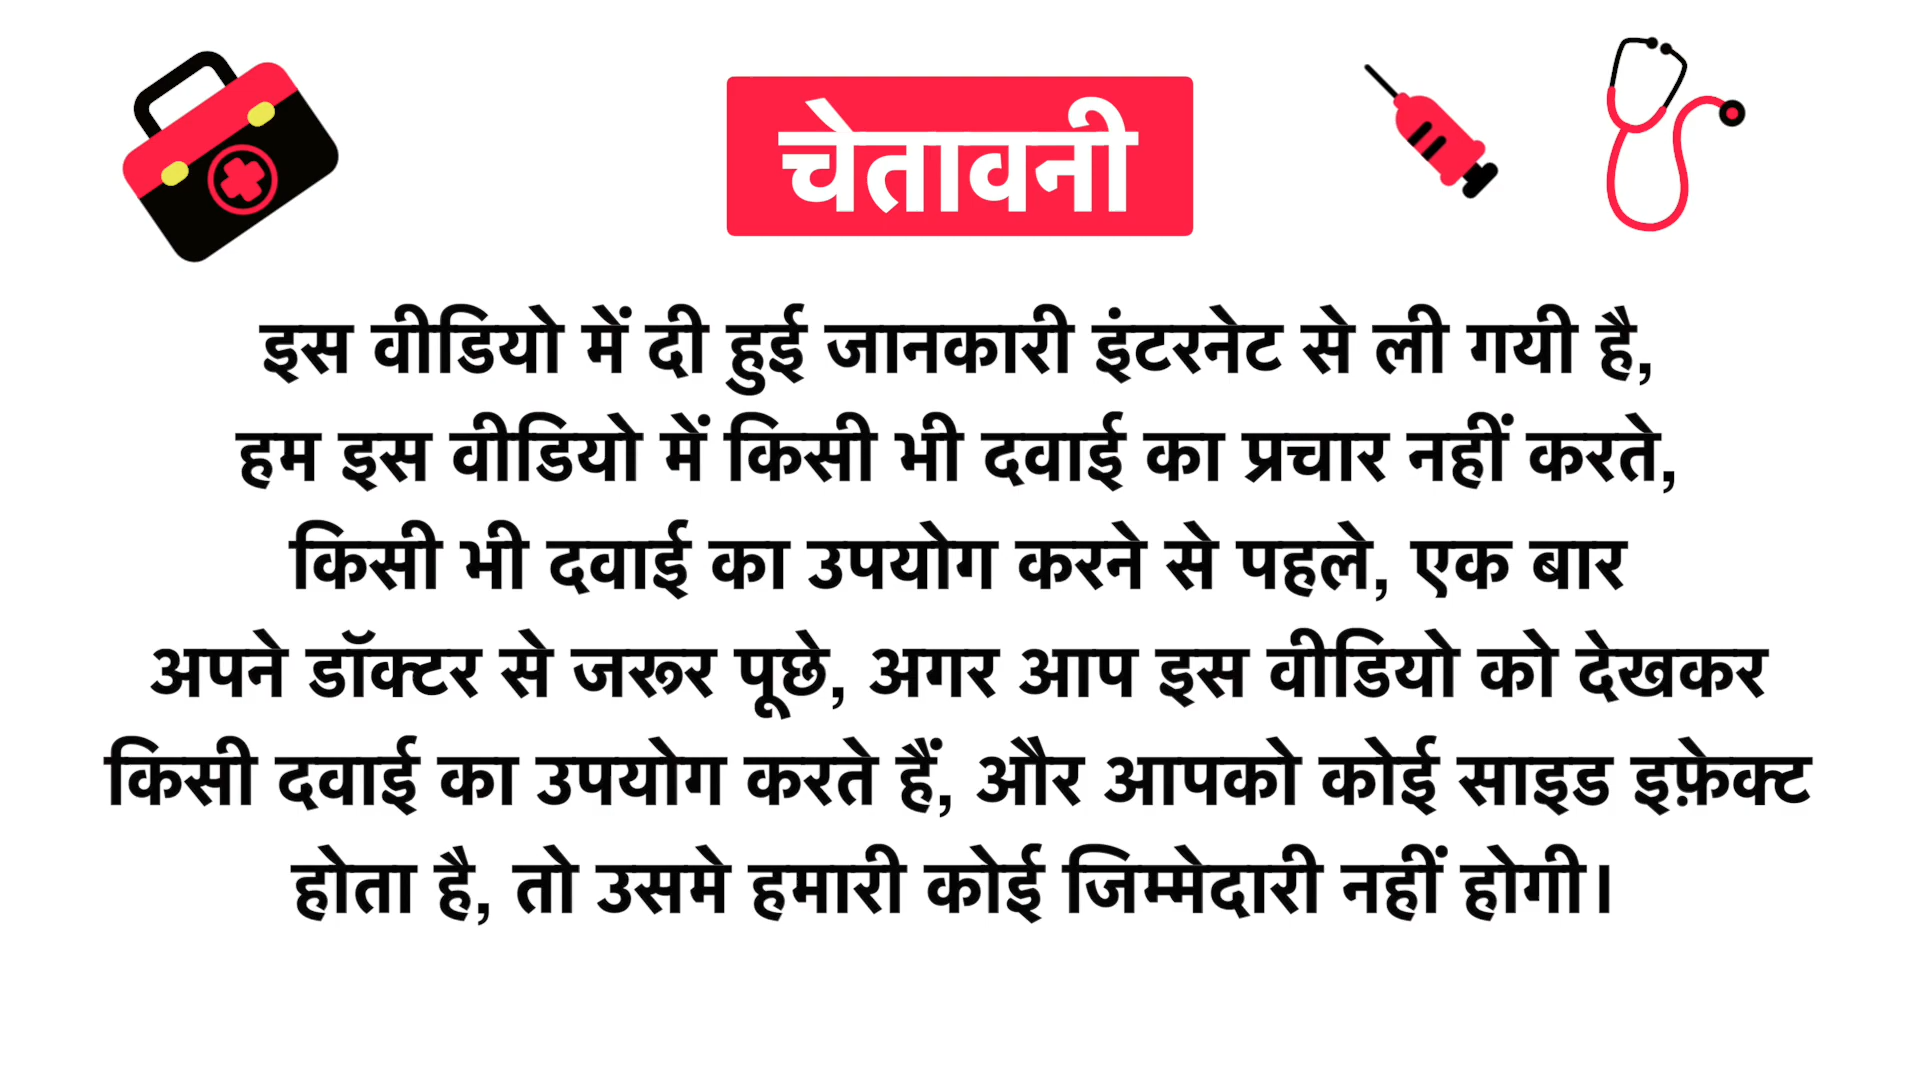 चेतावनी
इस वीडियो में दी हुई जानकारी इंटरनेट से ली गयी है,
हम इस वीडियो में किसी भी दवाई का प्रचार नहीं करते,
किसी भी दवाई का उपयोग करने से पहले, एक बार
अपने डॉक्टर से जरूर पूछे, अगर आप इस वीडियो को देखकर
किसी दवाई का उपयोग करते हैं, और आपको कोई साइड इफ़ेक्ट
होता है, तो उसमे हमारी कोई जिम्मेदारी नहीं होगी।